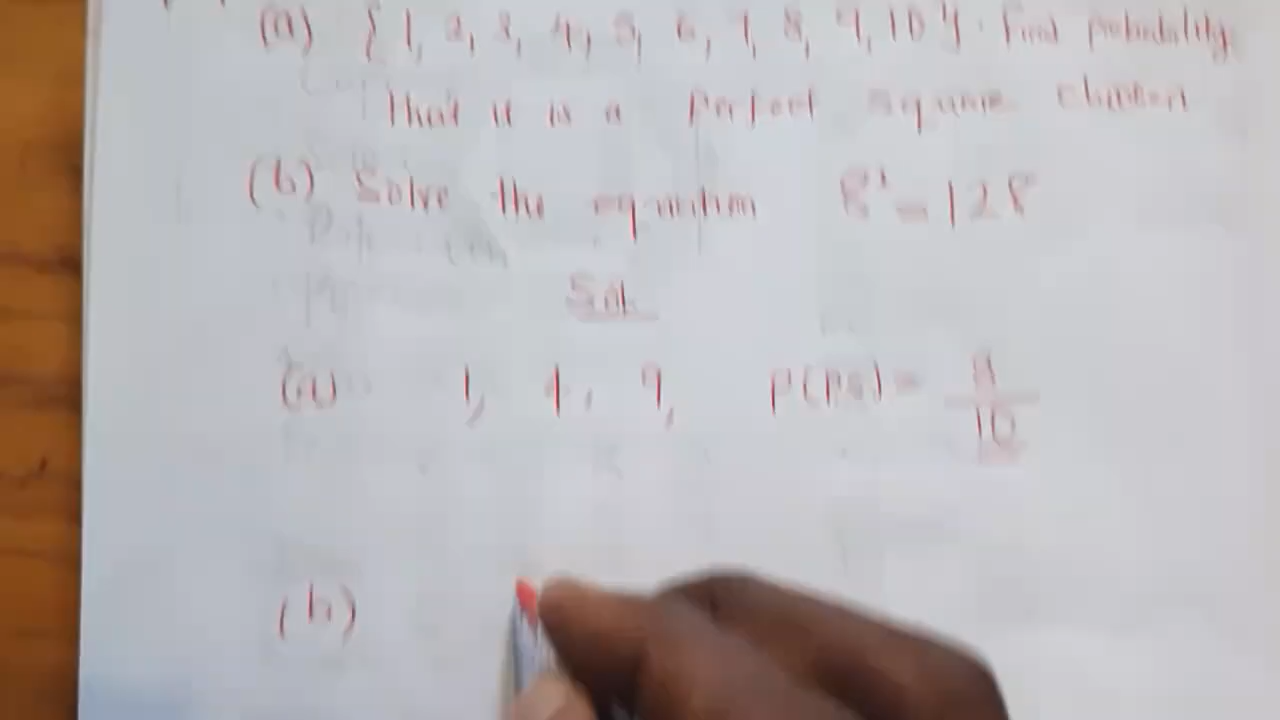 (a) {1, 2, 3, 4, 5, 6, 7, 8, 9, 10}. Find probability
that it is a perfect square chosen
(b) Solve the equation 8ˣ = 128
Sol
(a) 1, 4, 9, P(PS) = /10
(b)